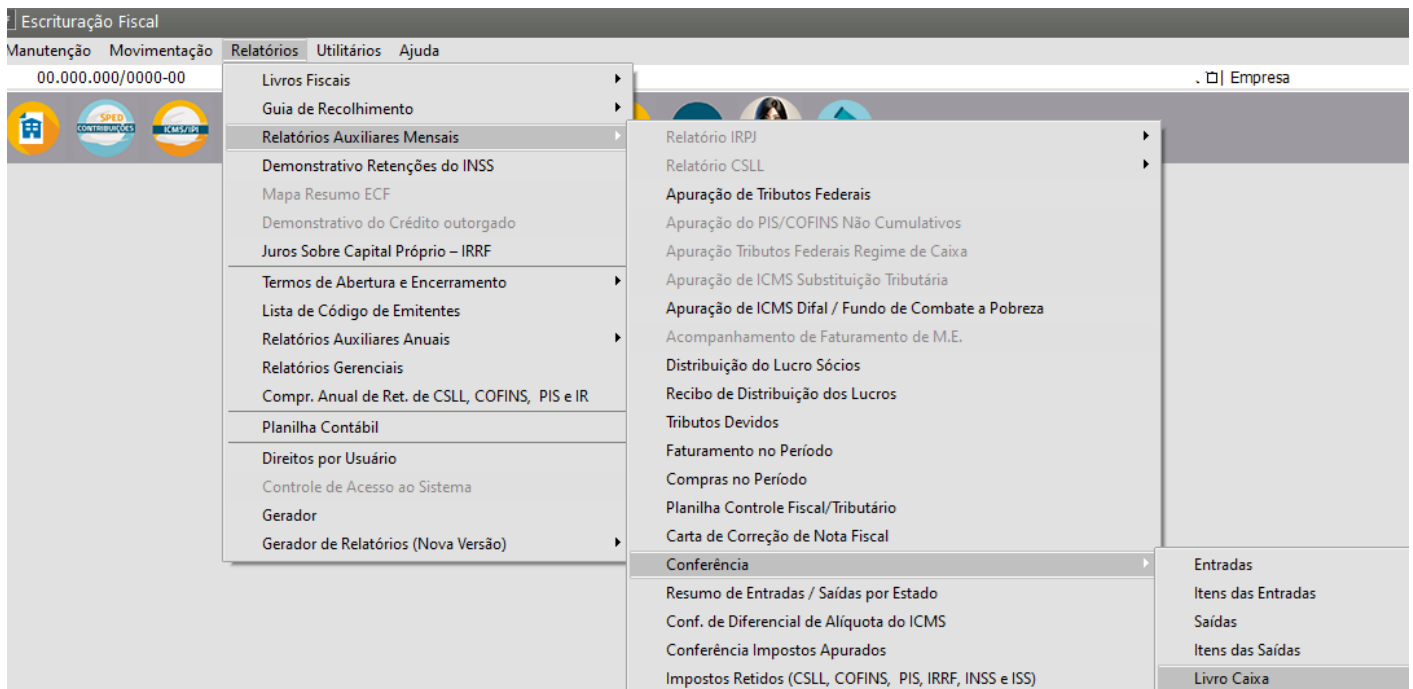 Escrituração Fiscal
Manutenção Movimentação Relatórios Utilitários Ajuda
00.000.000/0000-00 Empresa
SPED
CONTRIBUIÇÕES
ICMS/IPI
Livros Fiscais
Guia de Recolhimento
Relatórios Auxiliares Mensais
Demonstrativo Retenções do INSS
Mapa Resumo ECF
Demonstrativo do Crédito outorgado
Juros Sobre Capital Próprio – IRRF
Termos de Abertura e Encerramento
Lista de Código de Emitentes
Relatórios Auxiliares Anuais
Relatórios Gerenciais
Compr. Anual de Ret. de CSLL, COFINS, PIS e IR
Planilha Contábil
Direitos por Usuário
Controle de Acesso ao Sistema
Gerador
Gerador de Relatórios (Nova Versão)
Relatório IRPJ
Relatório CSLL
Apuração de Tributos Federais
Apuração do PIS/COFINS Não Cumulativos
Apuração Tributos Federais Regime de Caixa
Apuração de ICMS Substituição Tributária
Apuração de ICMS Difal / Fundo de Combate a Pobreza
Acompanhamento de Faturamento de M.E.
Distribuição do Lucro Sócios
Recibo de Distribuição dos Lucros
Tributos Devidos
Faturamento no Período
Compras no Período
Planilha Controle Fiscal/Tributário
Carta de Correção de Nota Fiscal
Conferência
Resumo de Entradas / Saídas por Estado
Conf. de Diferencial de Alíquota do ICMS
Conferência Impostos Apurados
Impostos Retidos (CSLL, COFINS, PIS, IRRF, INSS e ISS)
Entradas
Itens das Entradas
Saídas
Itens das Saídas
Livro Caixa